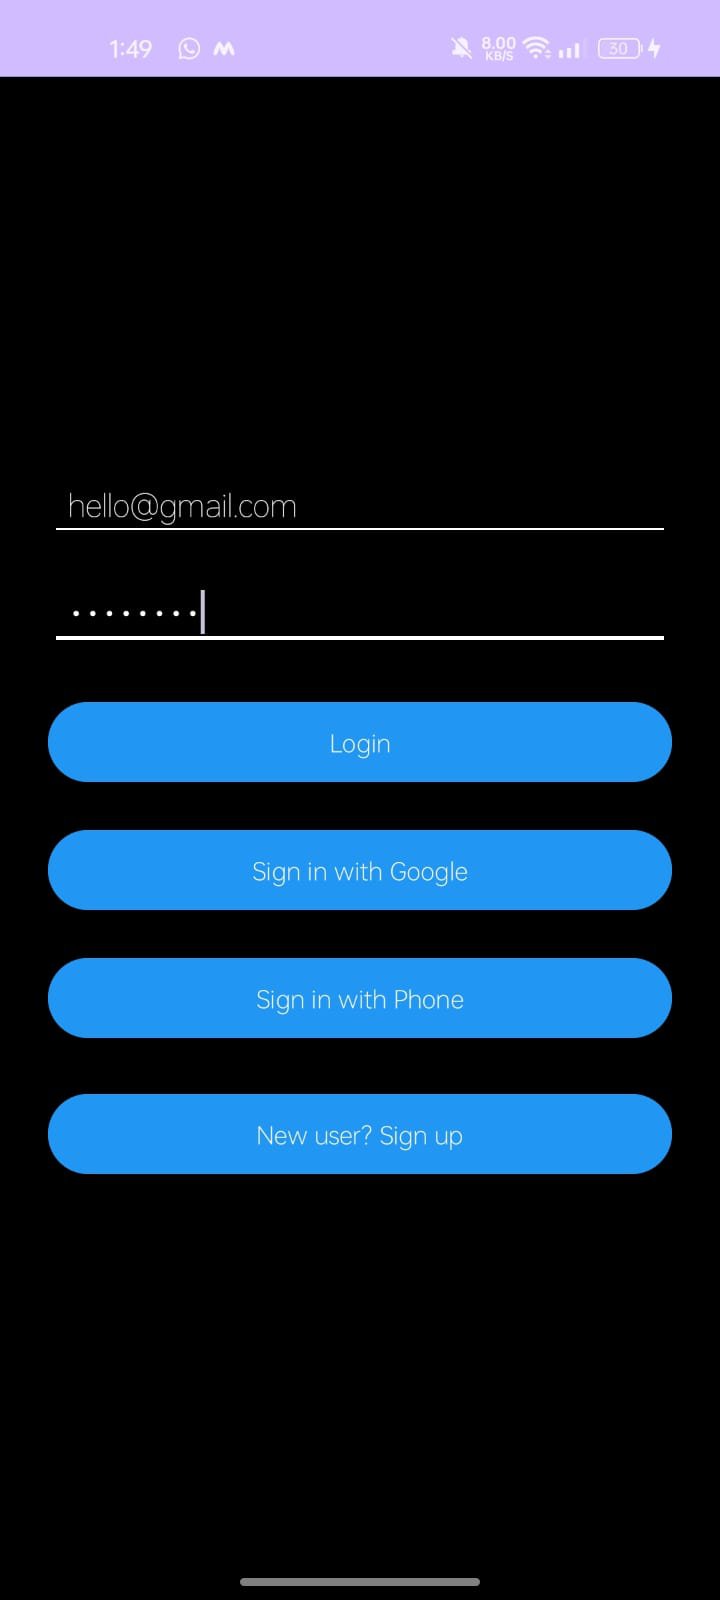 1:49 8.00 KB/S 30
hello@gmail.com
••••••••
Login
Sign in with Google
Sign in with Phone
New user? Sign up